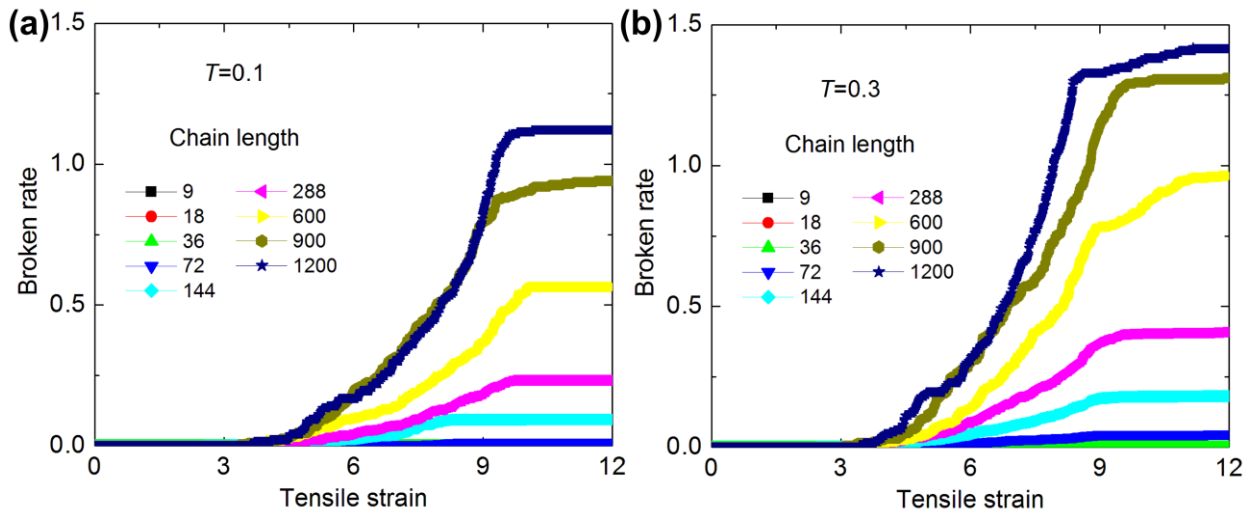 (a)
1.5
1.0
0.5
0.0
Broken rate
T=0.1
Chain length
9
18
36
72
144
288
600
900
1200
0 3 6 9 12
Tensile strain
(b)
1.5
1.0
0.5
0.0
Broken rate
T=0.3
Chain length
9
18
36
72
144
288
600
900
1200
0 3 6 9 12
Tensile strain